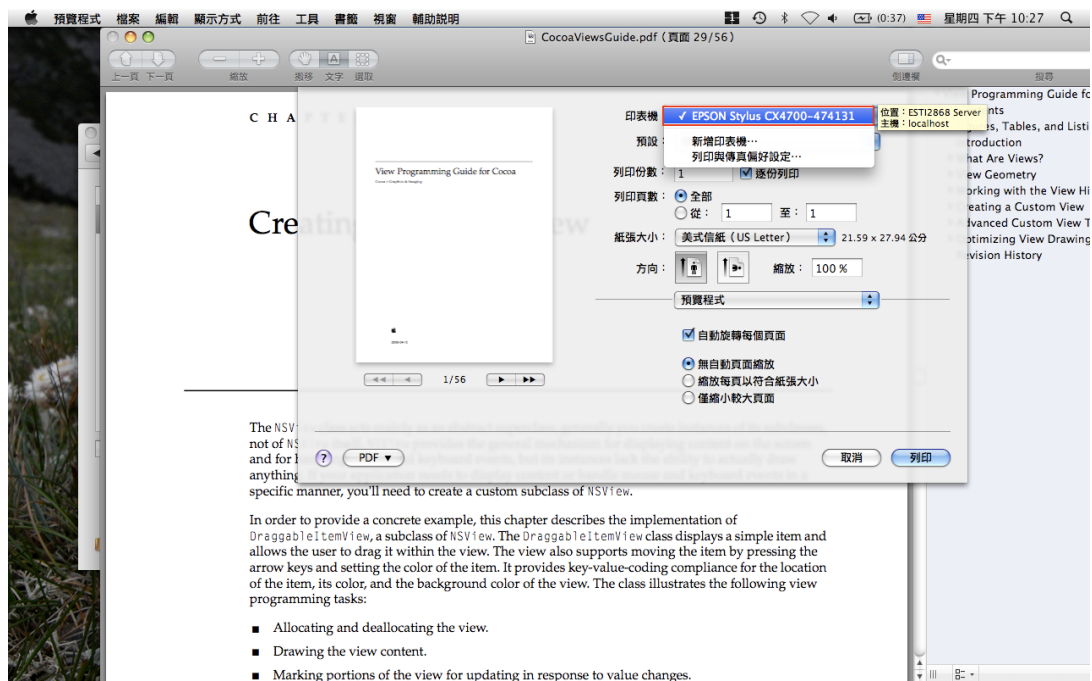 預覽程式 檔案 編輯 顯示方式 前往 工具 書籤 視窗 輔助說明 (0:37) 星期四 下午 10:27
CocoaViewsGuide.pdf（頁面 29/56）
上一頁 下一頁 縮放 搬移 文字 選取 側邊欄 搜尋
CHAPTE
Creating
View Programming Guide for Cocoa
1/56
印表機 ✓ EPSON Stylus CX4700-474131
新增印表機…
列印與傳真偏好設定…
位置：ESTI2868 Server
主機：localhost
預設：
列印份數： 1 逐份列印
列印頁數： 全部
從： 1 至： 1
紙張大小： 美式信紙（US Letter） 21.59 x 27.94 公分
方向： 縮放： 100 %
預覽程式
自動旋轉每個頁面
無自動頁面縮放
縮放每頁以符合紙張大小
僅縮小較大頁面
? PDF ▼ 取消 列印
Programming Guide fo
nts
es, Tables, and Listi
troduction
hat Are Views?
ew Geometry
orking with the View Hi
eating a Custom View
dvanced Custom View T
ptimizing View Drawing
evision History
The NSV
not of NS
and for
anything
specific manner, you'll need to create a custom subclass of NSView.
In order to provide a concrete example, this chapter describes the implementation of
DraggableItemView, a subclass of NSView. The DraggableItemView class displays a simple item and
allows the user to drag it within the view. The view also supports moving the item by pressing the
arrow keys and setting the color of the item. It provides key-value-coding compliance for the location
of the item, its color, and the background color of the view. The class illustrates the following view
programming tasks:
■ Allocating and deallocating the view.
■ Drawing the view content.
■ Marking portions of the view for updating in response to value changes.